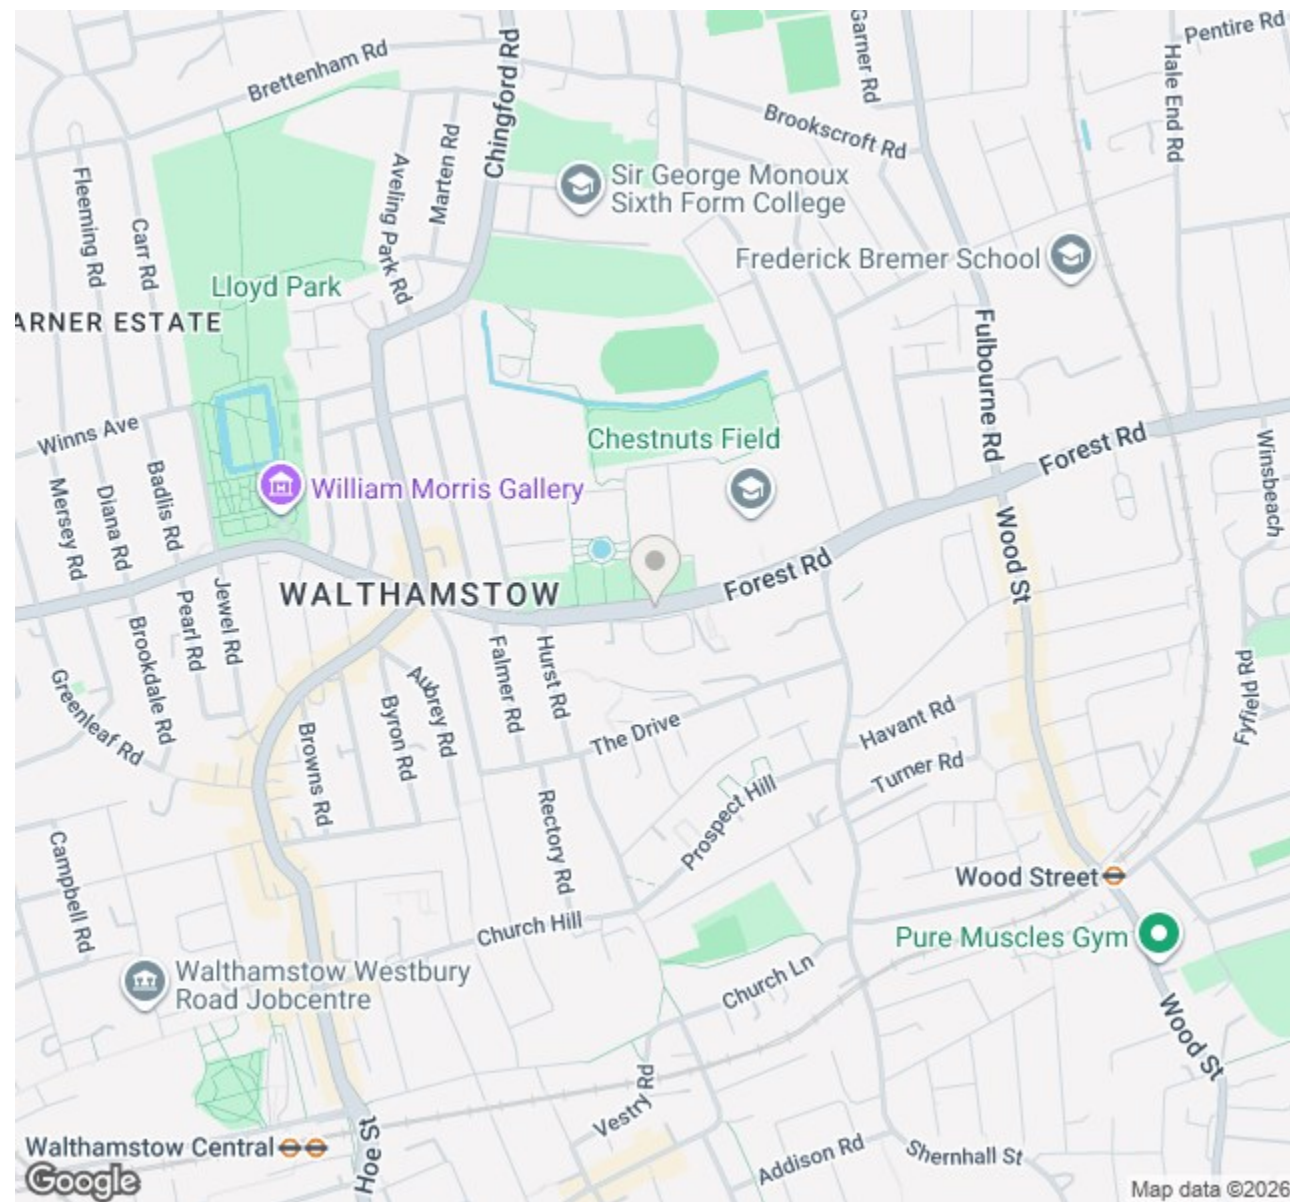 Brettenham Rd
Chingford Rd
Garner Rd
Pentire Rd
Hale End Rd
Brookscroft Rd
Marten Rd
Aveling Park Rd
Fleeming Rd
Carr Rd
Sir George Monoux
Sixth Form College
Frederick Bremer School
Lloyd Park
ARNER ESTATE
Fulbourne Rd
Winns Ave
Chestnuts Field
Forest Rd
Winsbeach
Mersey Rd
Diana Rd
Badlis Rd
William Morris Gallery
Wood St
WALTHAMSTOW
Forest Rd
Jewel Rd
Pearl Rd
Brookdale Rd
Greenleaf Rd
Falmer Rd
Hurst Rd
Aubrey Rd
Byron Rd
Browns Rd
The Drive
Havant Rd
Fyfield Rd
Turner Rd
Prospect Hill
Rectory Rd
Campbell Rd
Wood Street
Church Hill
Pure Muscles Gym
Walthamstow Westbury
Road Jobcentre
Church Ln
Wood St
Vestry Rd
Walthamstow Central
Hoe St
Addison Rd
Shernhall St
Google
Map data ©2026